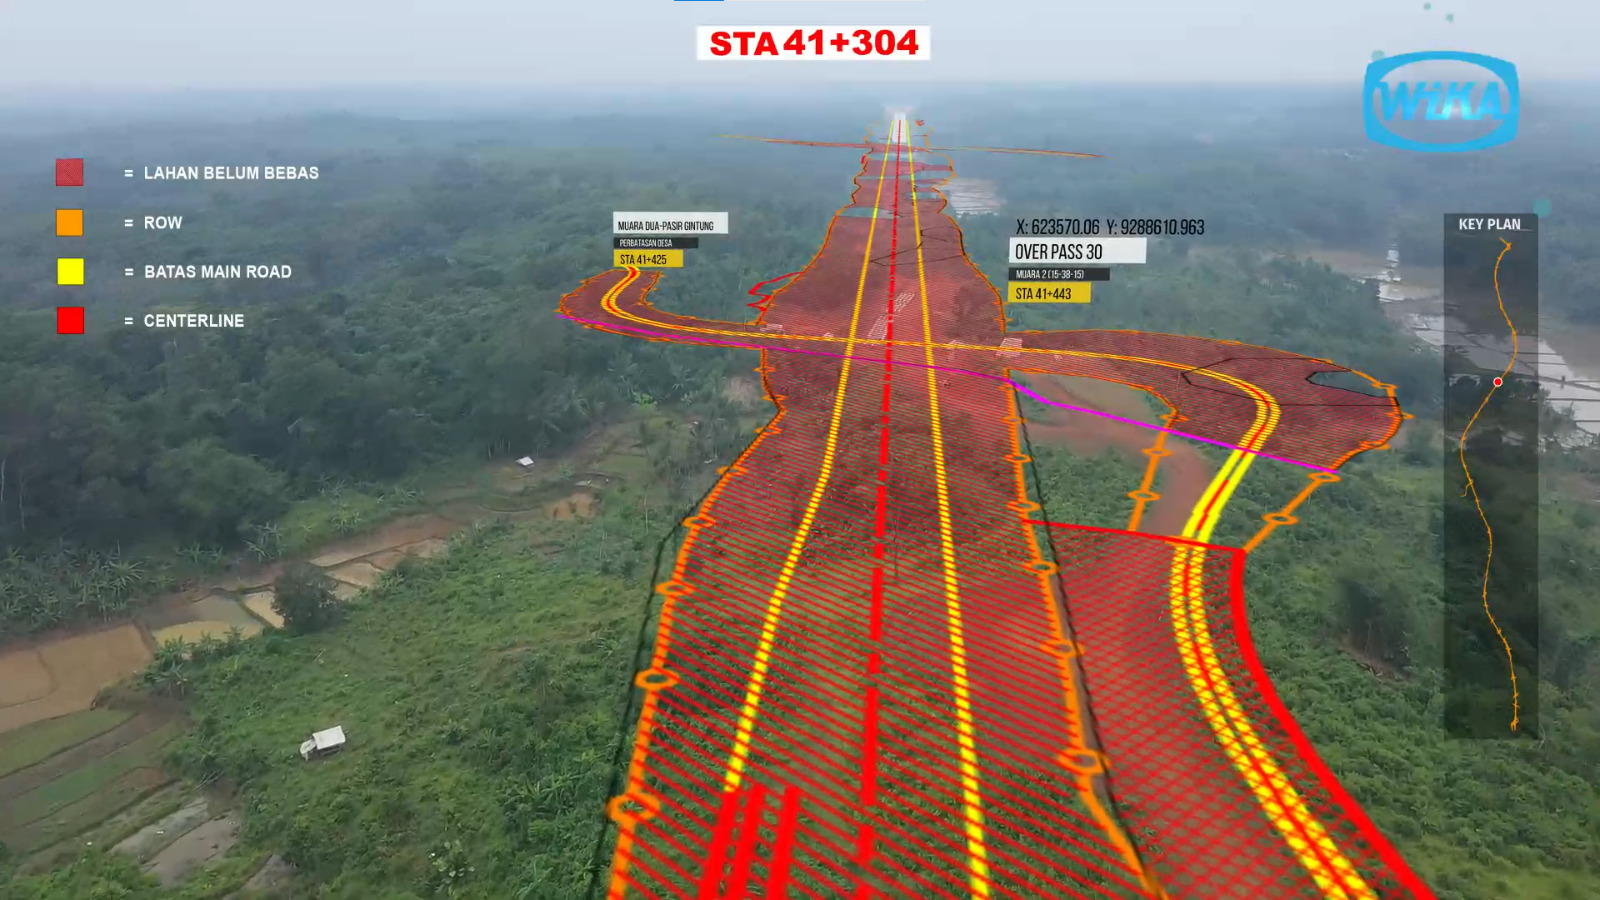 STA 41+304
WIKA
= LAHAN BELUM BEBAS
= ROW
= BATAS MAIN ROAD
= CENTERLINE
MUARA DUA-PASIR GINTUNG
PERBATASAN DESA
STA 41+425
X: 623570.06 Y: 9288610.963
OVER PASS 30
MUARA 2 (15-38-15)
STA 41+443
KEY PLAN